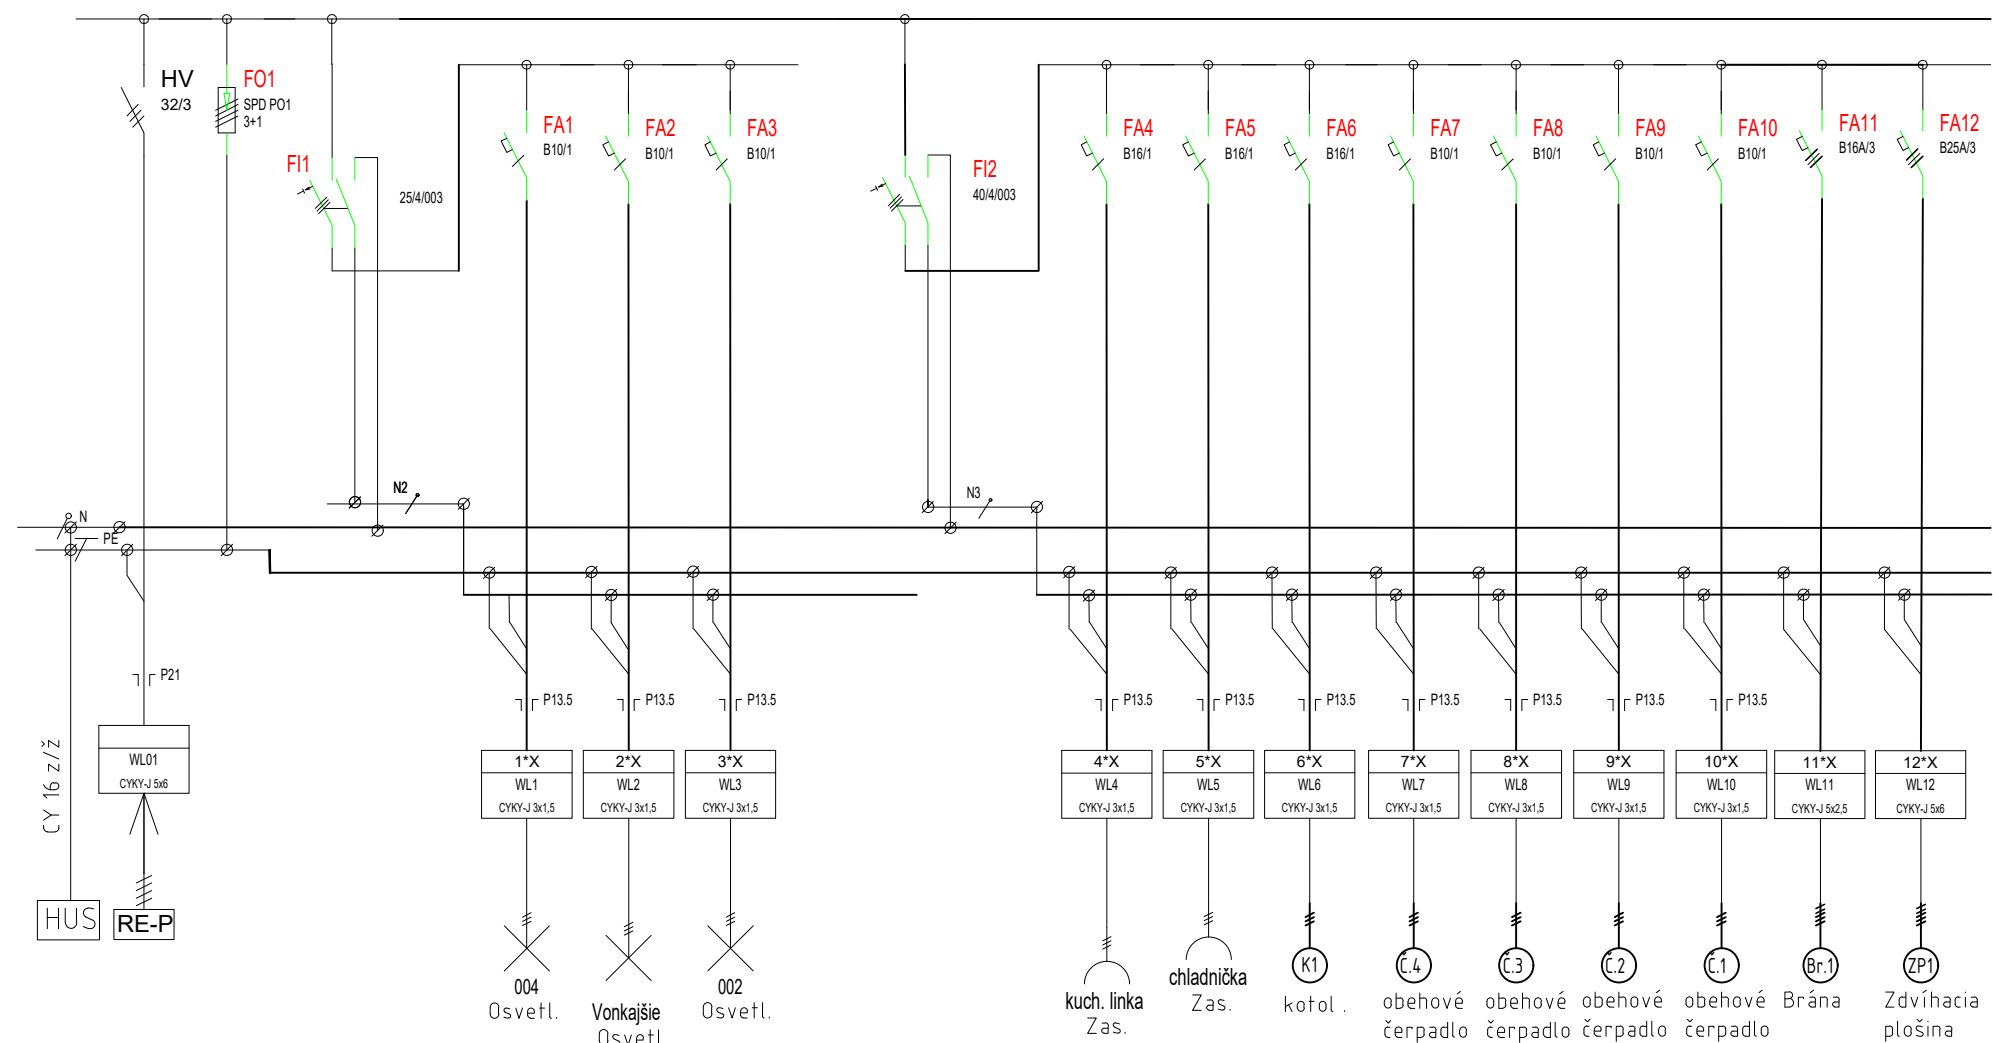 HV
32/3
FO1
SPD PO1
3+1
FI1
25/4/003
FA1
B10/1
FA2
B10/1
FA3
B10/1
FI2
40/4/003
FA4
B16/1
FA5
B16/1
FA6
B16/1
FA7
B10/1
FA8
B10/1
FA9
B10/1
FA10
B10/1
FA11
B16A/3
FA12
B25A/3
N2
N3
N
PE
P21
P13.5
P13.5
P13.5
P13.5
P13.5
P13.5
P13.5
P13.5
P13.5
P13.5
CY 16 z/ž
WL01
CYKY-J 5x6
1*X
WL1
CYKY-J 3x1,5
2*X
WL2
CYKY-J 3x1,5
3*X
WL3
CYKY-J 3x1,5
4*X
WL4
CYKY-J 3x1,5
5*X
WL5
CYKY-J 3x1,5
6*X
WL6
CYKY-J 3x1,5
7*X
WL7
CYKY-J 3x1,5
8*X
WL8
CYKY-J 3x1,5
9*X
WL9
CYKY-J 3x1,5
10*X
WL10
CYKY-J 3x1,5
11*X
WL11
CYKY-J 5x2,5
12*X
WL12
CYKY-J 5x6
HUS
RE-P
004
Osvetl.
Vonkajšie
Osvetl
002
Osvetl.
kuch. linka
Zas.
chladnička
Zas.
K1
kotol .
Č.4
obehové
čerpadlo
Č.3
obehové
čerpadlo
Č.2
obehové
čerpadlo
Č.1
obehové
čerpadlo
Br.1
Brána
ZP1
Zdvíhacia
plošina